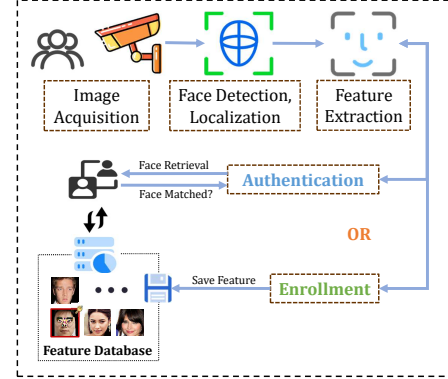 Image
Acquisition
Face Detection,
Localization
Feature
Extraction
Face Retrieval
Authentication
Face Matched?
OR
Save Feature
Enrollment
Feature Database